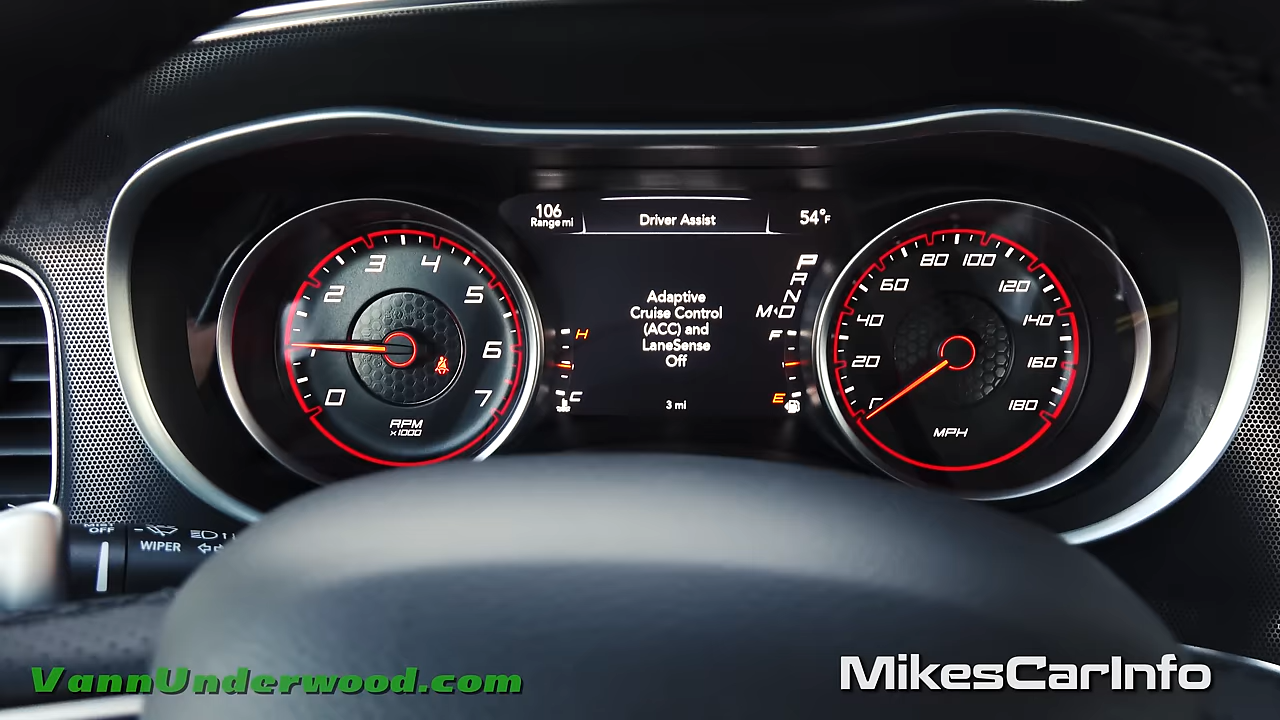 106
Range mi
Driver Assist
54°F
0
1
2
3
4
5
6
7
RPM
x1000
H
C
Adaptive
Cruise Control
(ACC) and
LaneSense
Off
3 mi
P
R
N
M D
F
E
20
40
60
80
100
120
140
160
180
MPH
OFF
WIPER
VannUnderwood.com
MikesCarInfo